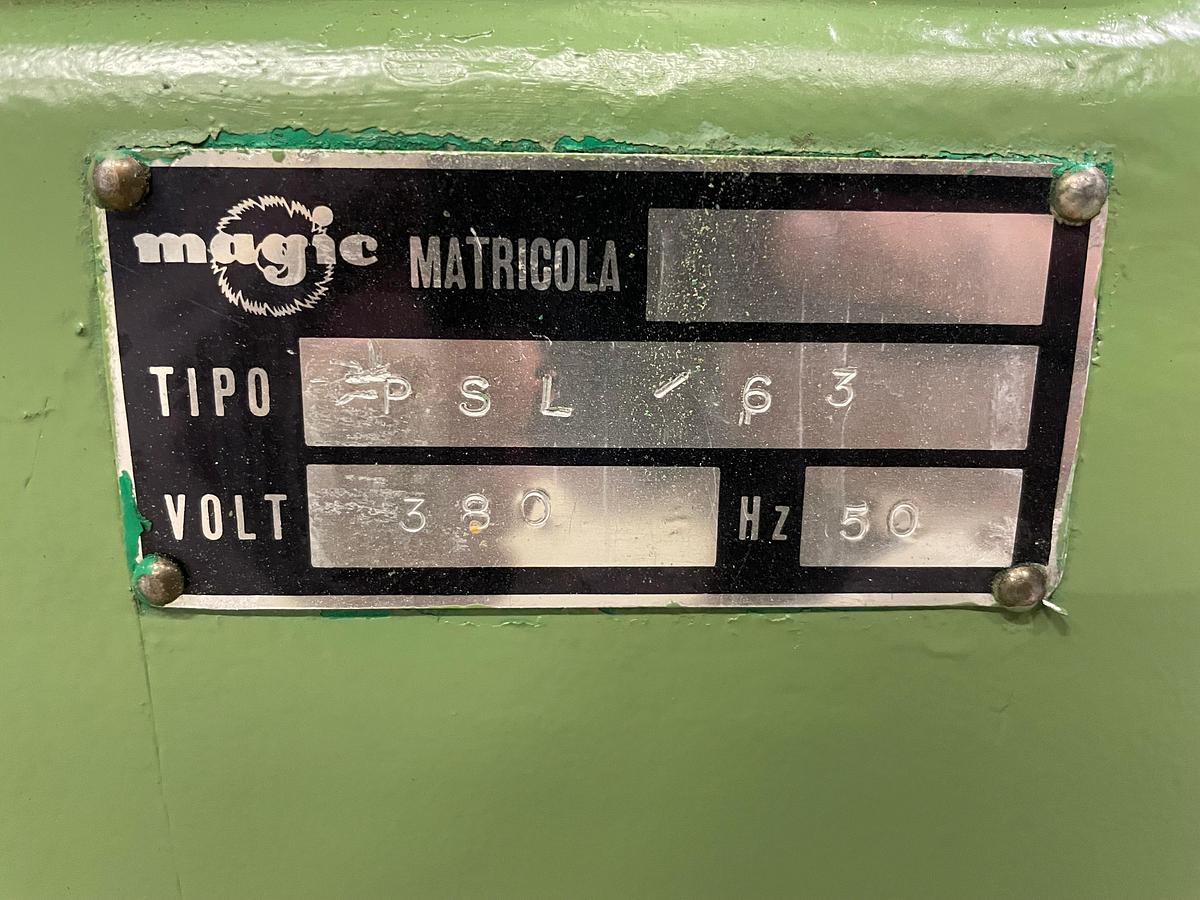 magic MATRICOLA
TIPO PSL/63
VOLT 380 Hz 50